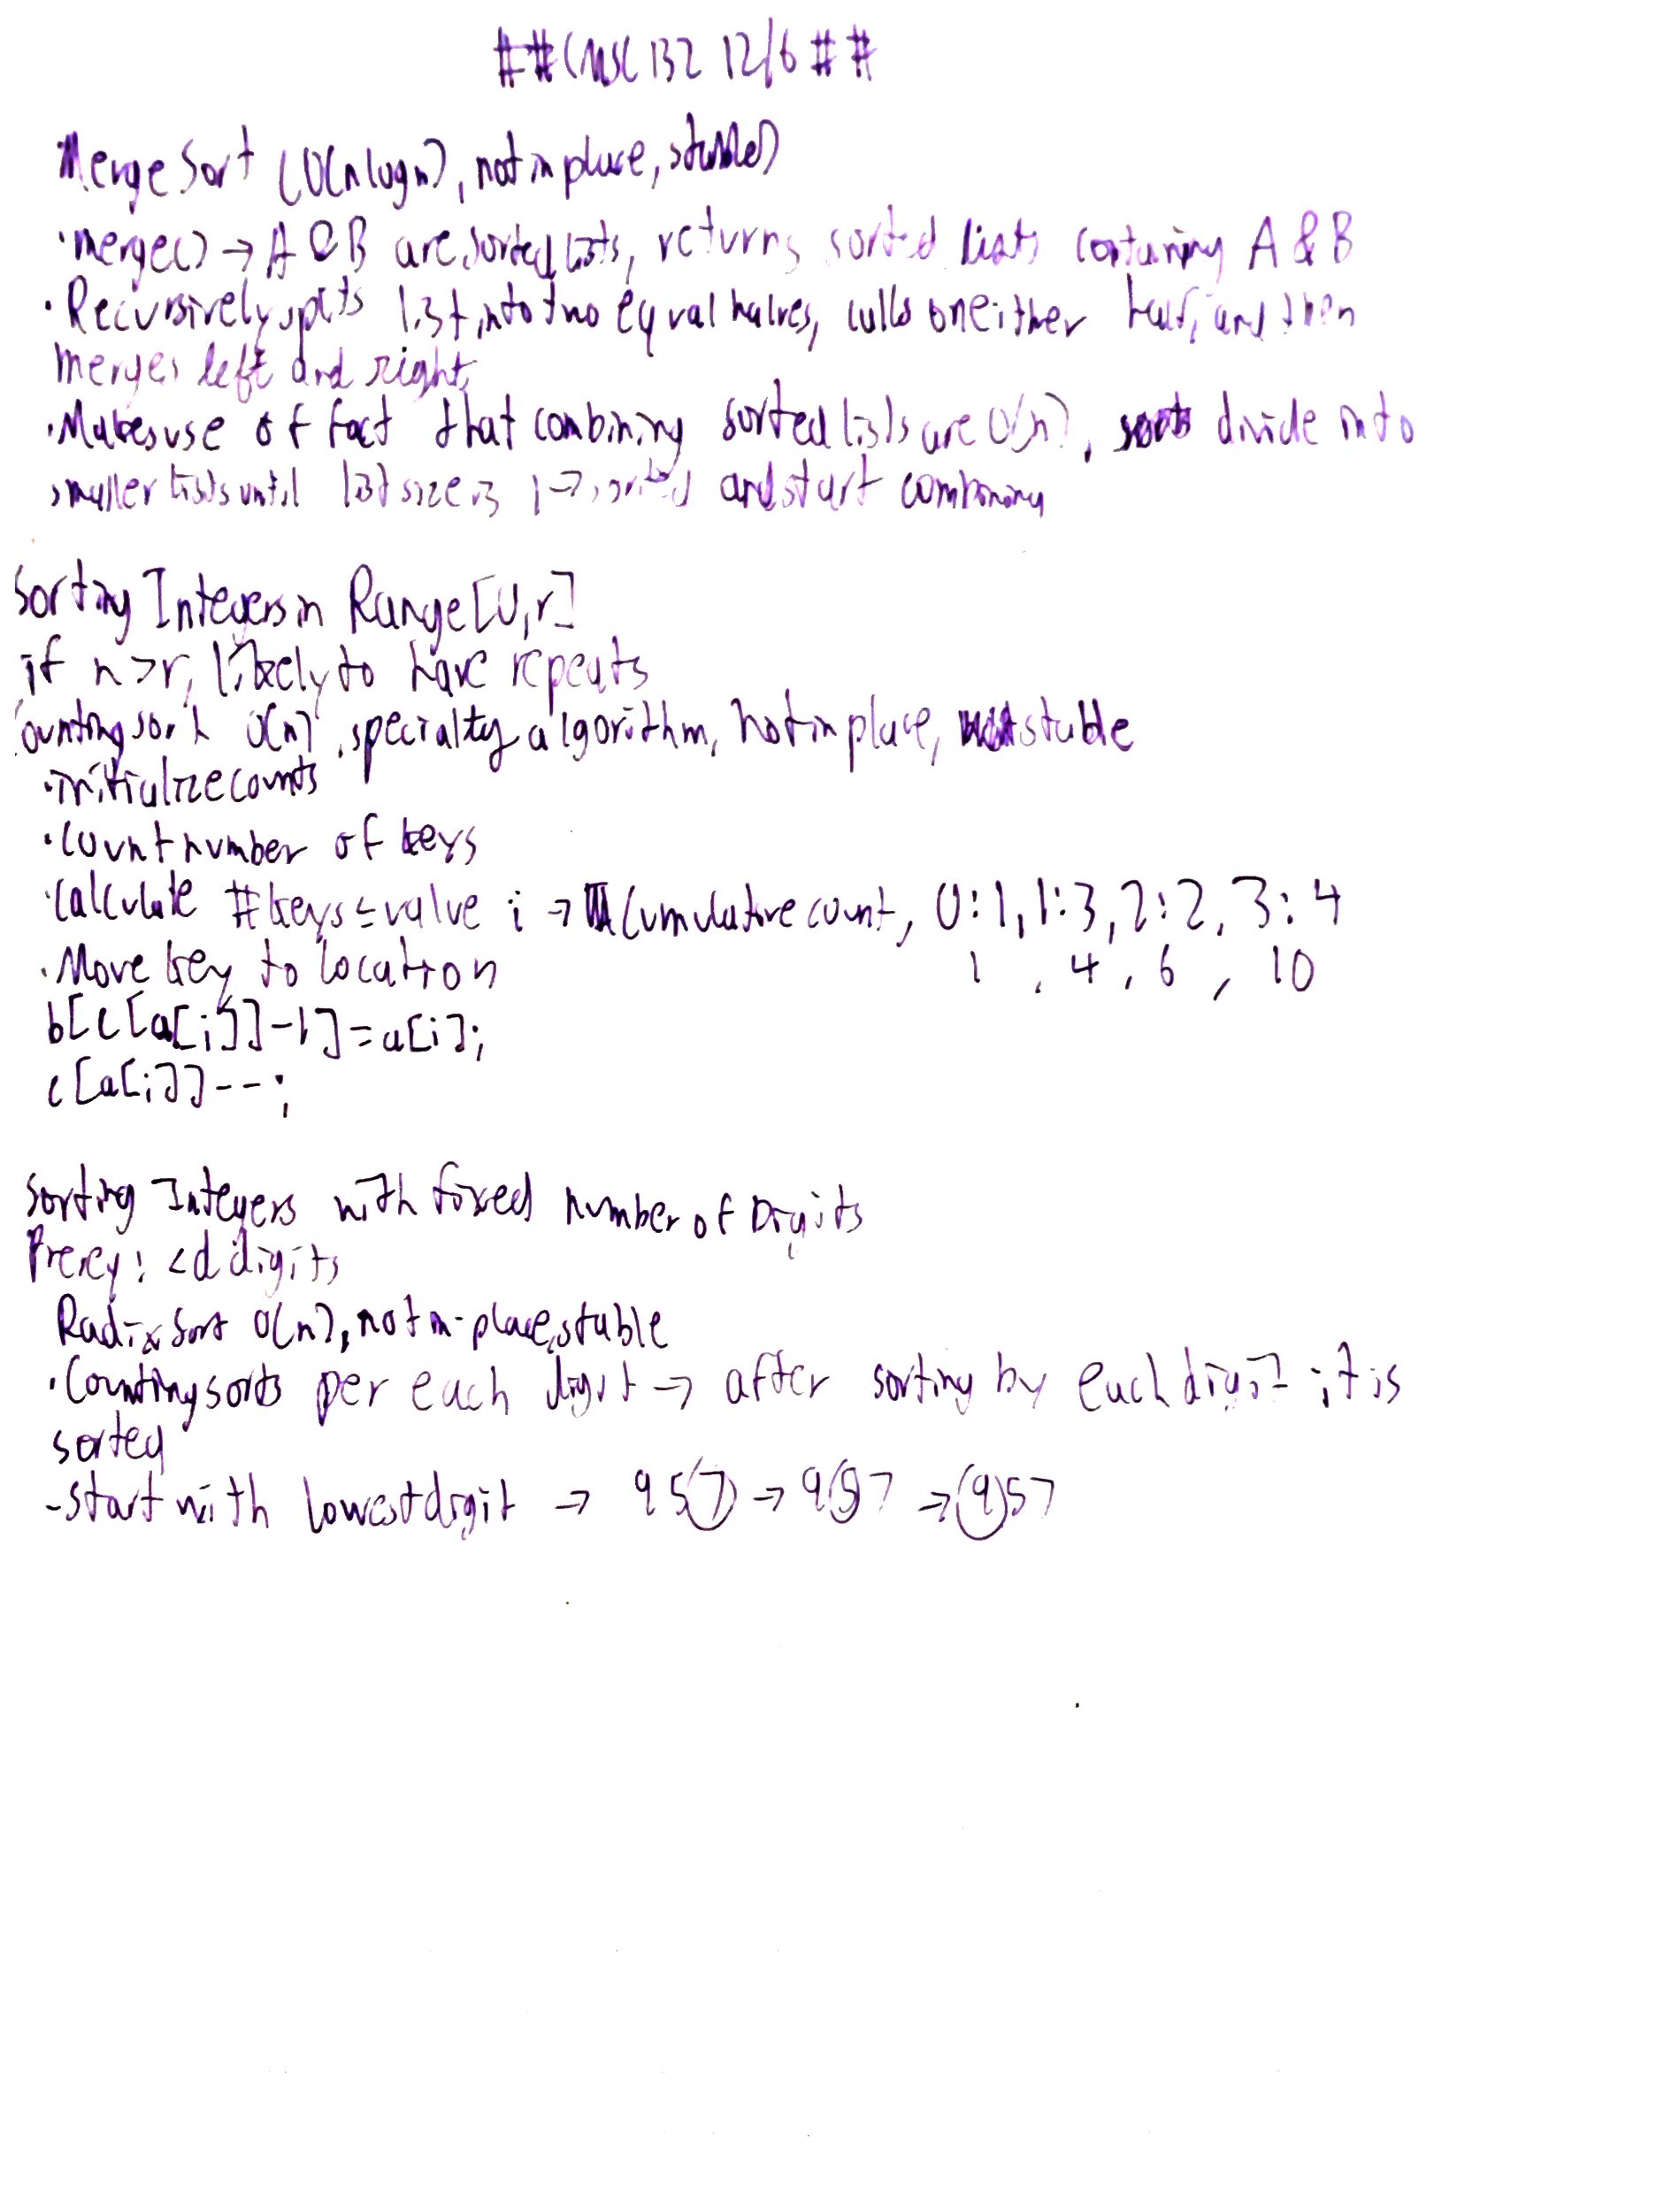 ##CMSC 132 12/6##
Merge Sort (O(n log n), not in place, stable)
·merge() → A & B are sorted lists, returns sorted lists containing A & B
·Recursively splits list into two equal halves, calls on either half, and then
merges left and right
·Makes use of fact that combining sorted lists are O(n), divide into
smaller lists until list size is 1 → sorted and start combining
Sorting Integers in Range [0,r]
if n > r, likely to have repeats
Counting sort O(n), specialty algorithm, not in place, stable
·initialize counts
·Count number of keys
·Calculate # keys ≤ value i → Cumulative count, 0:1, 1:3, 2:2, 3:4
1, 4, 6, 10
·Move key to location
b[c[a[i]]-1] = a[i];
c[a[i]]--;
Sorting Integers with fixed number of Digits
: <d digits
Radix Sort O(n), not in-place, stable
·Counting sorts per each digit → after sorting by each digit it is
sorted
-start with lowest digit → 957 → 957 → 957